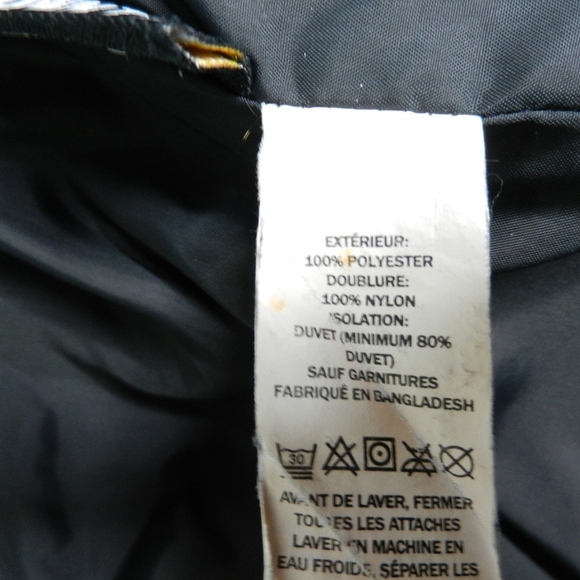 EXTÉRIEUR:
100% POLYESTER
DOUBLURE:
100% NYLON
ISOLATION:
DUVET (MINIMUM 80%
DUVET)
SAUF GARNITURES
FABRIQUÉ EN BANGLADESH
30
AVANT DE LAVER, FERMER
TOUTES LES ATTACHES
LAVER EN MACHINE EN
EAU FROIDE, SÉPARER LES